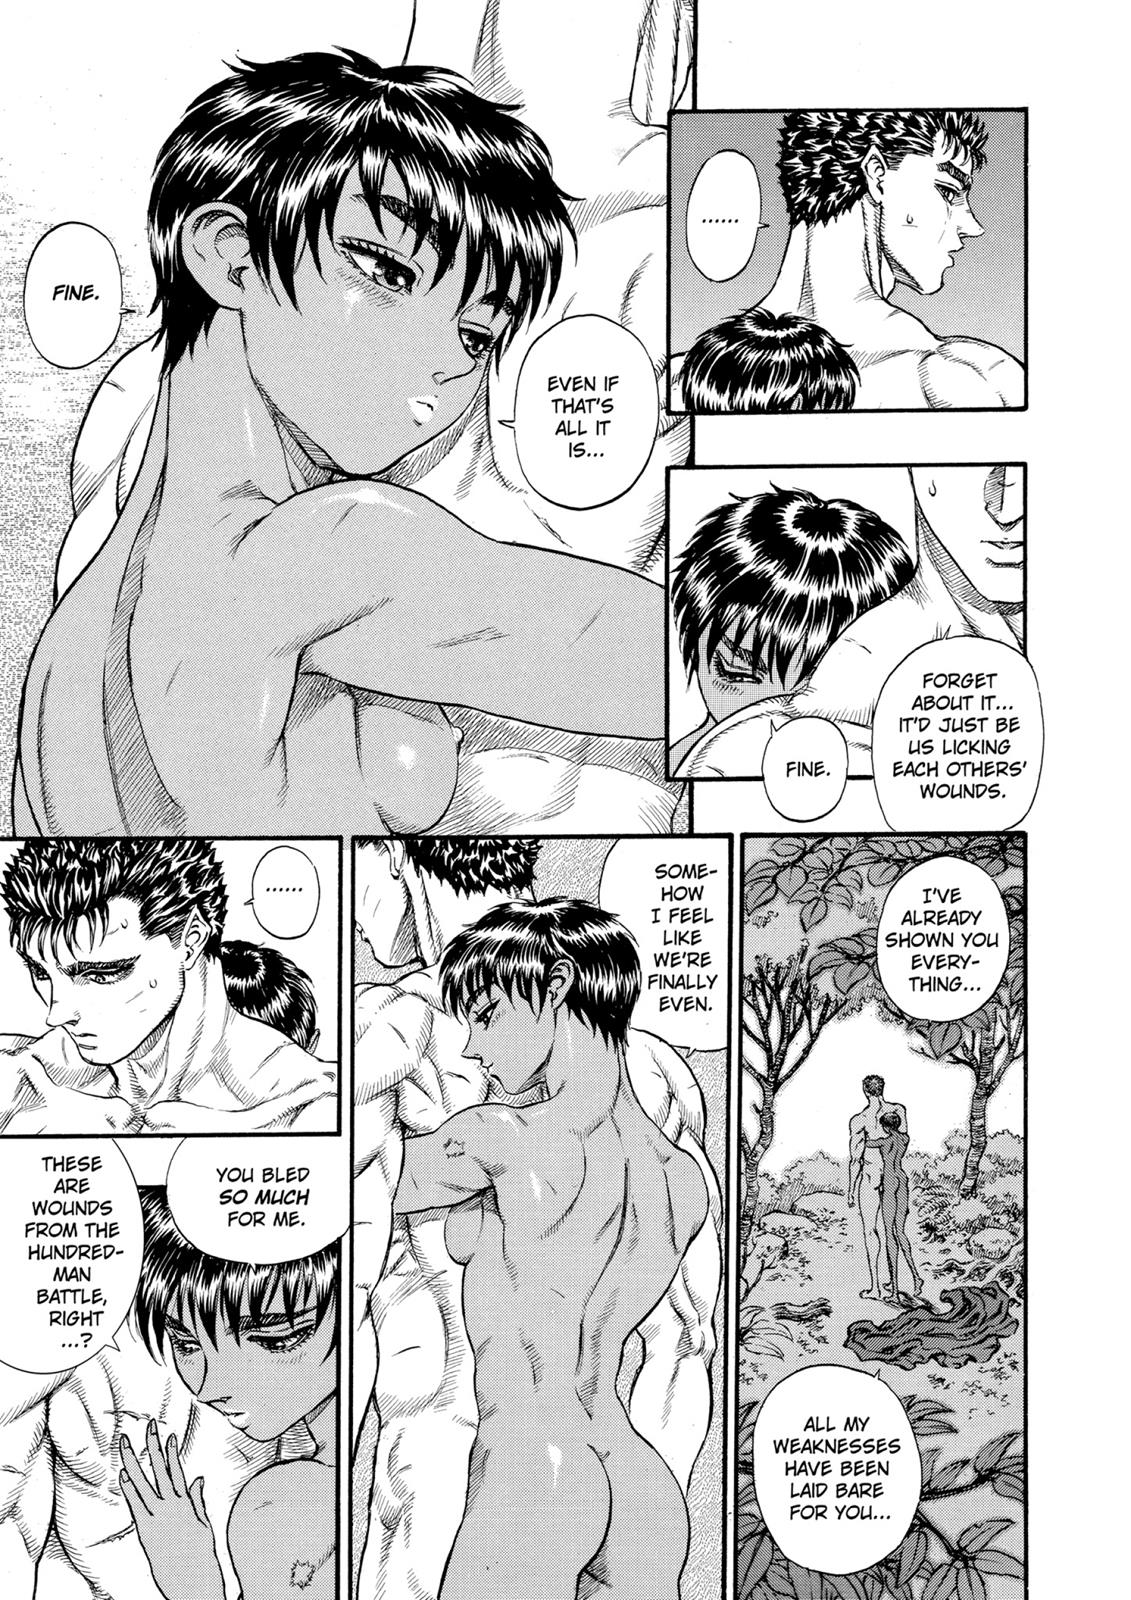 ......
FORGET
ABOUT IT...
IT'D JUST BE
US LICKING
EACH OTHERS'
WOUNDS.
FINE.
EVEN IF
THAT'S
ALL IT
IS...
FINE.
I'VE
ALREADY
SHOWN YOU
EVERY-
THING...
ALL MY
WEAKNESSES
HAVE BEEN
LAID BARE
FOR YOU...
SOME-
HOW
I FEEL
LIKE
WE'RE
FINALLY
EVEN.
......
YOU BLED
SO MUCH
FOR ME.
THESE
ARE
WOUNDS
FROM THE
HUNDRED-
MAN
BATTLE,
RIGHT
...?